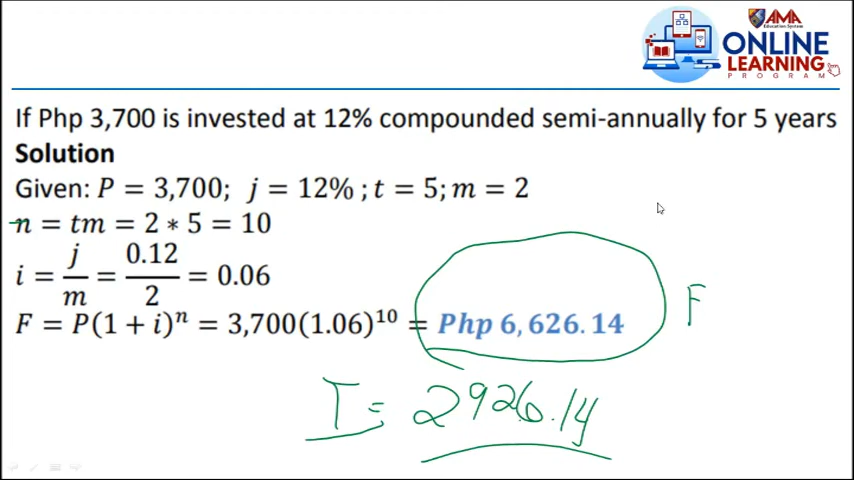 AMA
Education System
ONLINE
LEARNING
PROGRAM
If Php 3,700 is invested at 12% compounded semi-annually for 5 years
Solution
Given: P = 3,700; j = 12% ; t = 5; m = 2
n = tm = 2 ∗ 5 = 10
i = j/m = 0.12/2 = 0.06
F = P(1 + i)ⁿ = 3,700(1.06)¹⁰ = Php 6,626.14
F
I = 2926.14